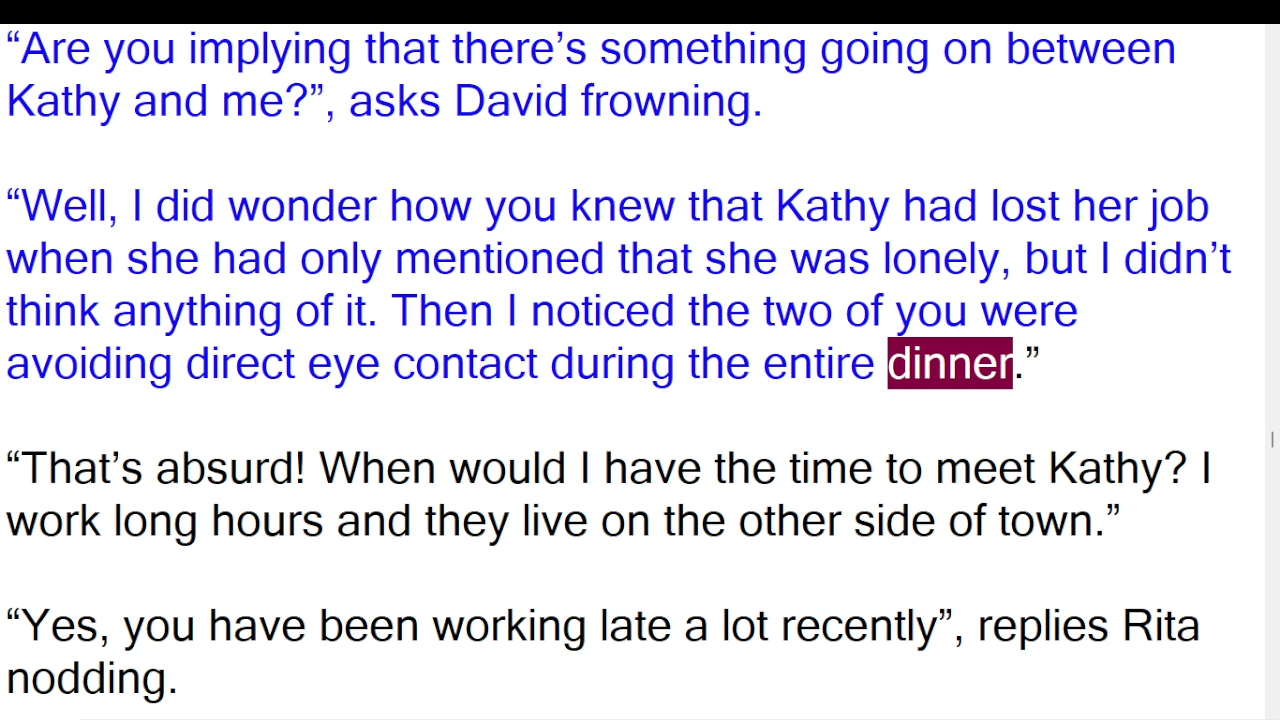 “Are you implying that there’s something going on between
Kathy and me?”, asks David frowning.
“Well, I did wonder how you knew that Kathy had lost her job
when she had only mentioned that she was lonely, but I didn’t
think anything of it. Then I noticed the two of you were
avoiding direct eye contact during the entire dinner.”
“That’s absurd! When would I have the time to meet Kathy? I
work long hours and they live on the other side of town.”
“Yes, you have been working late a lot recently”, replies Rita
nodding.